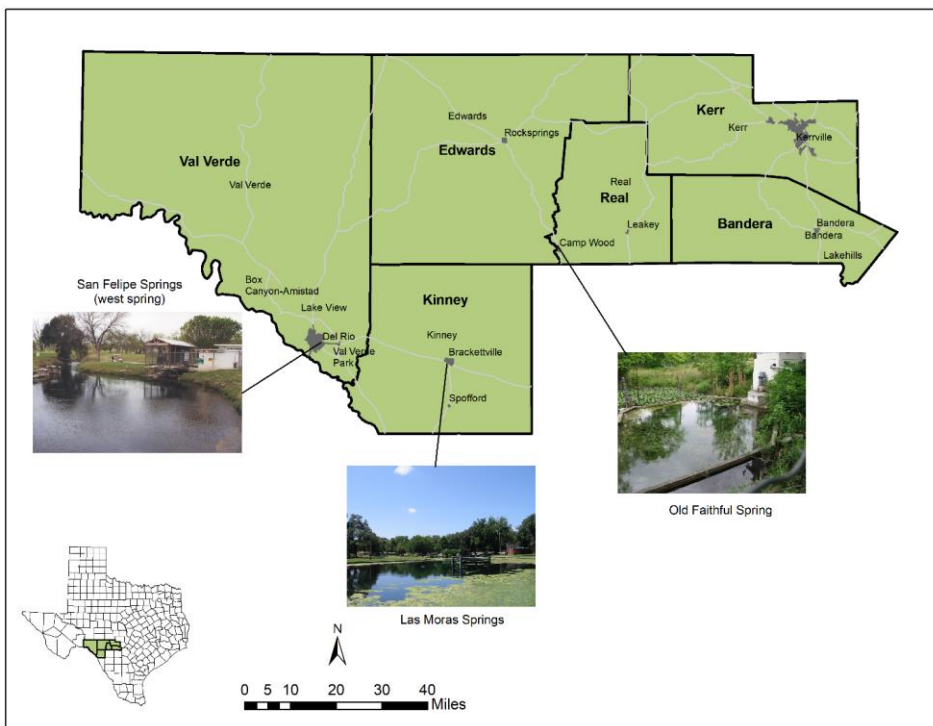 Kerr
Edwards
Kerr
Kerrville
Rocksprings
Edwards
Val Verde
Val Verde
Real
Real
Bandera
Bandera
Leakey
Bandera
Camp Wood
Lakehills
San Felipe Springs
(west spring)
Box
Canyon-Amistad
Lake View
Kinney
Del Rio
Kinney
Val Verde
Park
Brackettville
Spofford
Old Faithful Spring
Las Moras Springs
N
0 5 10 20 30 40
Miles